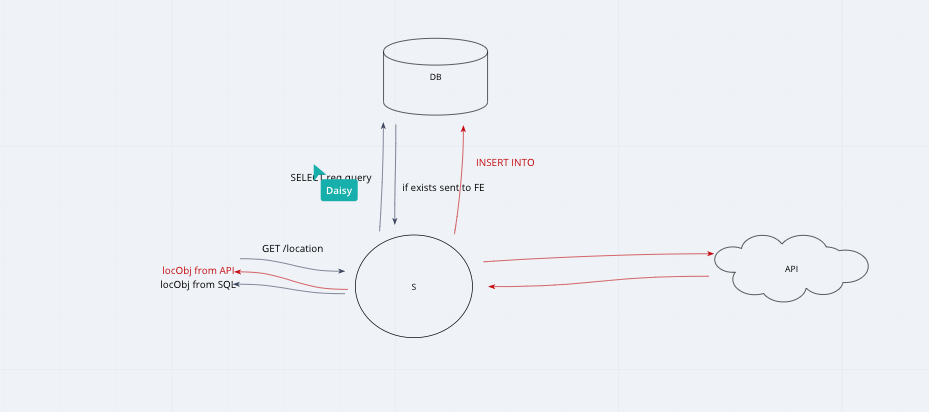 DB
INSERT INTO
SELECT req query
Daisy
if exists sent to FE
GET /location
locObj from API
locObj from SQL
S
API